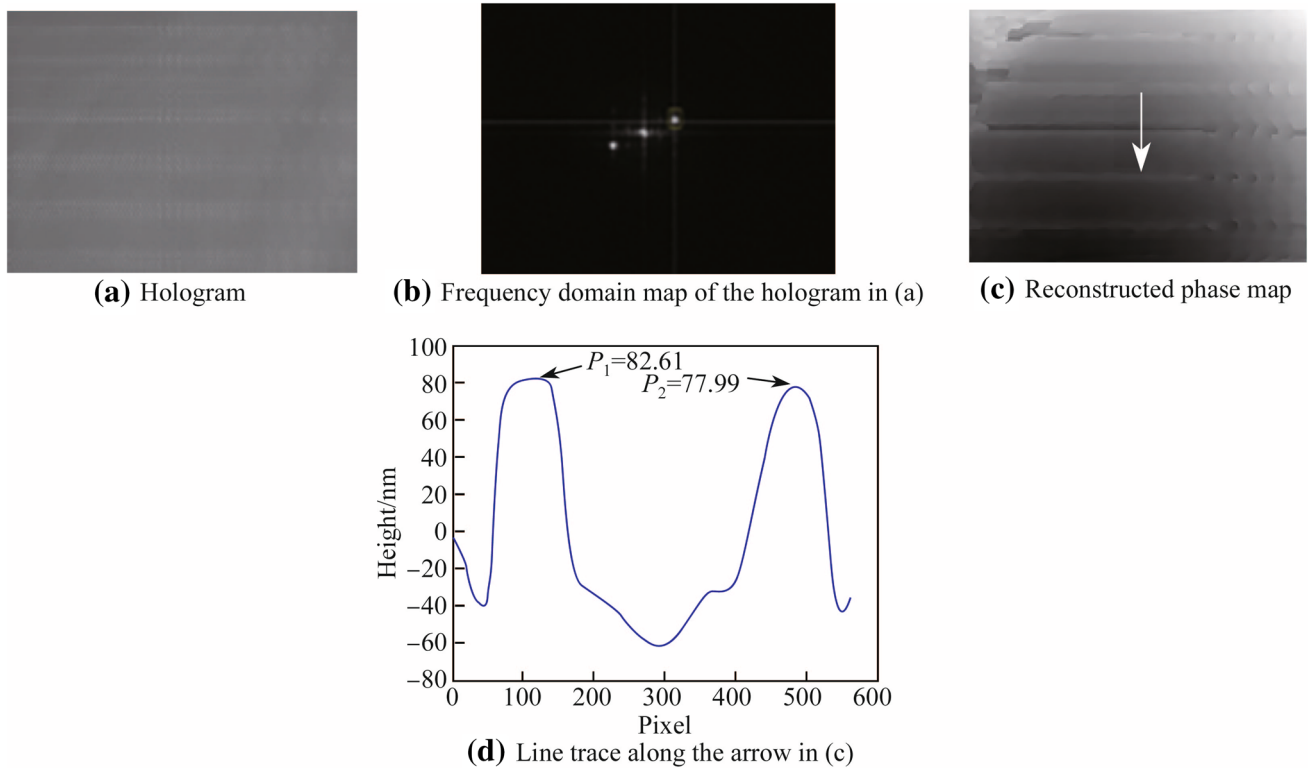 (a) Hologram
(b) Frequency domain map of the hologram in (a)
(c) Reconstructed phase map
100
80
60
40
20
0
−20
−40
−60
−80
Height/nm
P1=82.61
P2=77.99
0 100 200 300 400 500 600
Pixel
(d) Line trace along the arrow in (c)